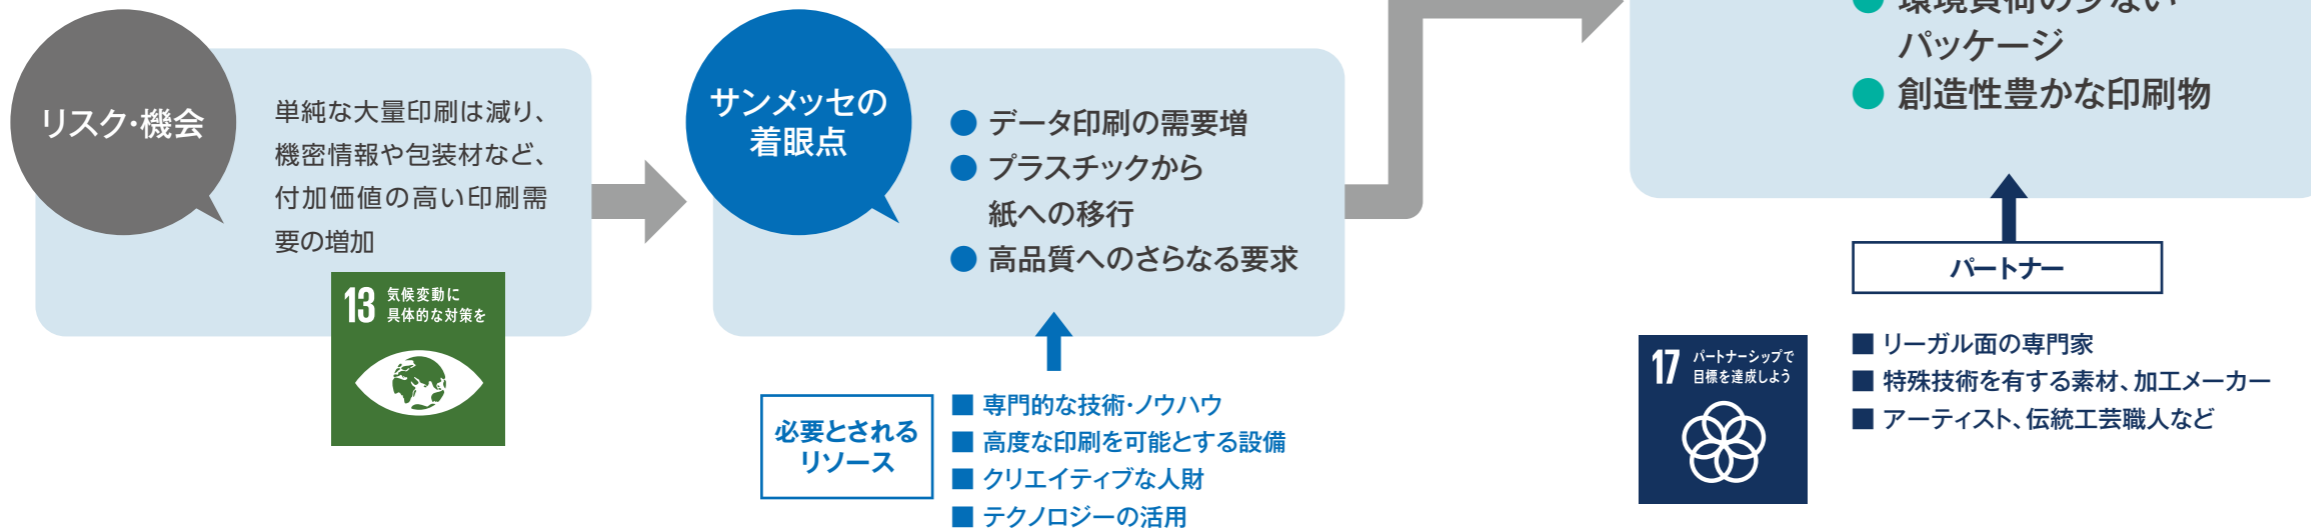 リスク・機会
単純な大量印刷は減り、
機密情報や包装材など、
付加価値の高い印刷需
要の増加
13 気候変動に
具体的な対策を
サンメッセの
着眼点
● データ印刷の需要増
● プラスチックから
紙への移行
● 高品質へのさらなる要求
必要とされる
リソース
■ 専門的な技術・ノウハウ
■ 高度な印刷を可能とする設備
■ クリエイティブな人財
■ テクノロジーの活用
● 環境負荷の少ない
パッケージ
● 創造性豊かな印刷物
パートナー
17 パートナーシップで
目標を達成しよう
■ リーガル面の専門家
■ 特殊技術を有する素材、加工メーカー
■ アーティスト、伝統工芸職人など